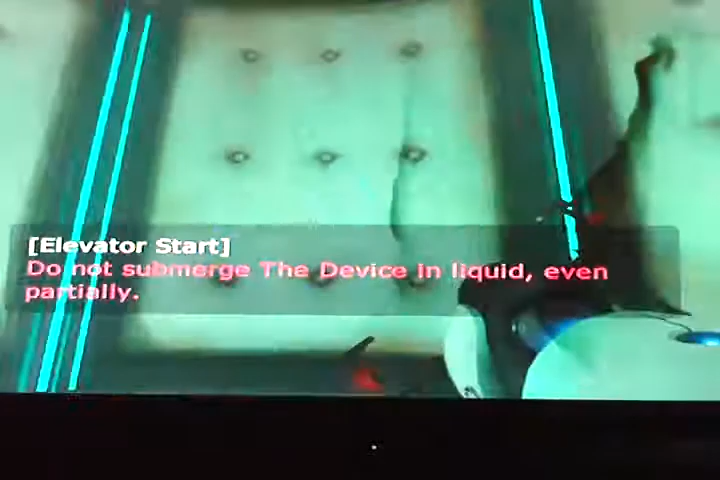 [Elevator Start]
Do not submerge The Device in liquid, even
partially.